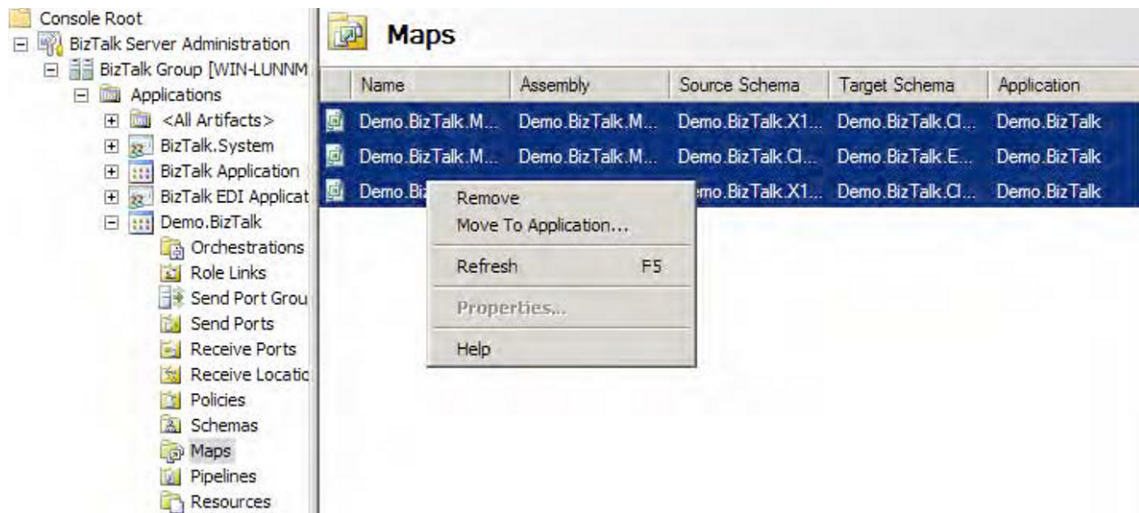 Console Root
BizTalk Server Administration
BizTalk Group [WIN-LUNNM
Applications
<All Artifacts>
BizTalk.System
BizTalk Application
BizTalk EDI Applicat
Demo.BizTalk
Orchestrations
Role Links
Send Port Grou
Send Ports
Receive Ports
Receive Locatic
Policies
Schemas
Maps
Pipelines
Resources
Maps
Name Assembly Source Schema Target Schema Application
Demo.BizTalk.M... Demo.BizTalk.M... Demo.BizTalk.X1... Demo.BizTalk.Cl... Demo.BizTalk
Demo.BizTalk.M... Demo.BizTalk.M... Demo.BizTalk.Cl... Demo.BizTalk.E... Demo.BizTalk
Demo.Biz emo.BizTalk.X1... Demo.BizTalk.Cl... Demo.BizTalk
Remove
Move To Application...
Refresh F5
Properties...
Help